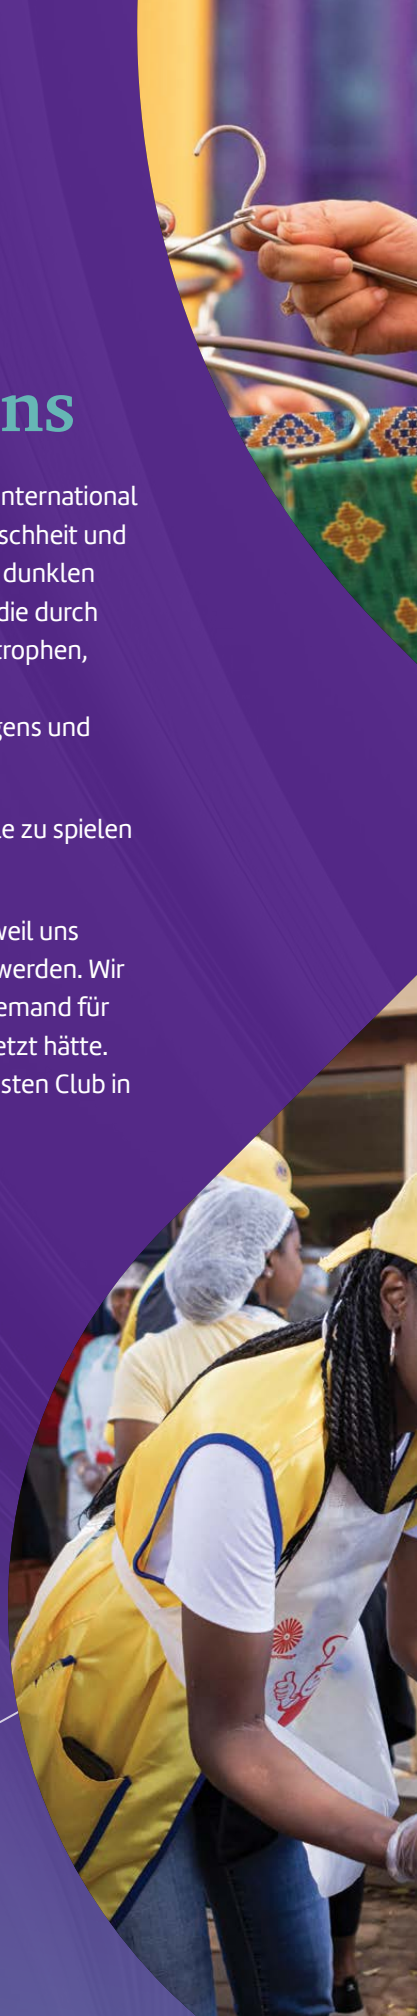 ns
nternational
schheit und
dunklen
die durch
trophen,
gens und
le zu spielen
weil uns
werden. Wir
emand für
etzt hätte.
sten Club in